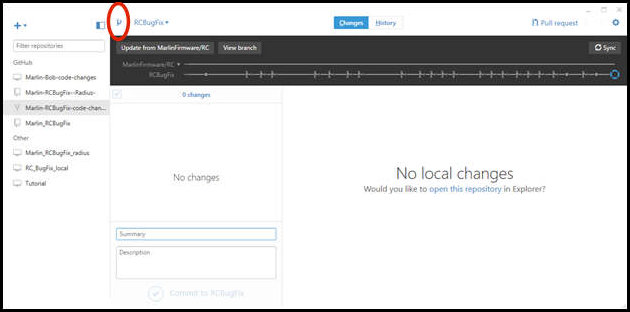 RCBugFix
Changes
History
Pull request
Filter repositories
GitHub
Marlin-Bob-code-changes
Marlin-RCBugFix--Radius-
Marlin-RCBugFix-code-chan...
Marlin_RCBugFix
Other
Marlin_RCBugFix_radius
RC_BugFix_local
Tutorial
Update from MarlinFirmware/RC
View branch
Sync
MarlinFirmware/RC
RCBugFix
0 changes
No changes
Summary
Description
Commit to RCBugFix
No local changes
Would you like to open this repository in Explorer?